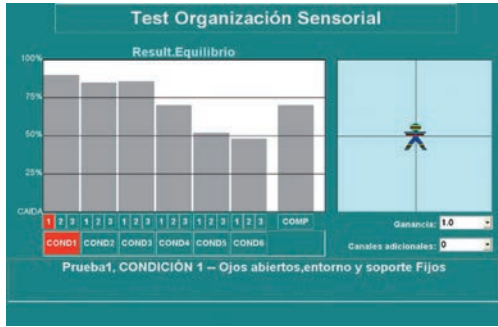 Test Organización Sensorial
Result.Equilibrio
100%
75%
50%
25%
CAIDA
1 2 3 1 2 3 1 2 3 1 2 3 1 2 3 1 2 3 COMP
COND1 COND2 COND3 COND4 COND5 COND6
Ganancia: 1.0
Canales adicionales: 0
Prueba1, CONDICIÓN 1 -- Ojos abiertos,entorno y soporte Fijos